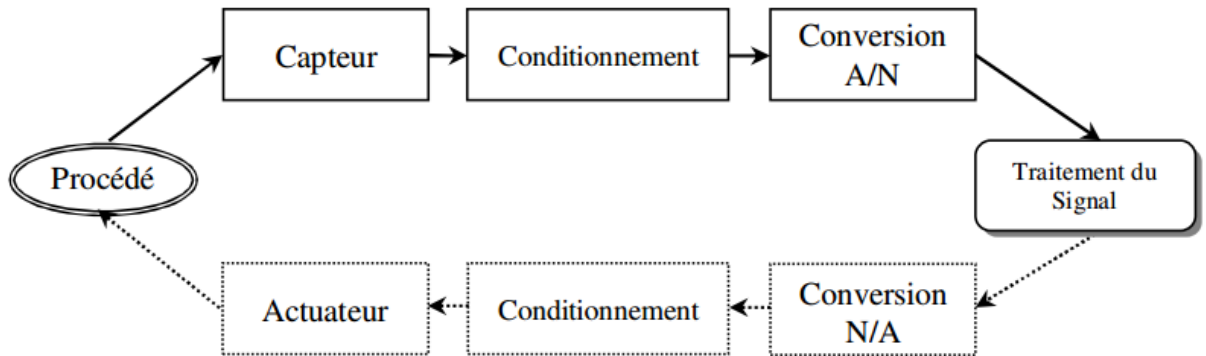 Capteur
Conditionnement
Conversion
A/N
Procédé
Traitement du
Signal
Actuateur
Conditionnement
Conversion
N/A